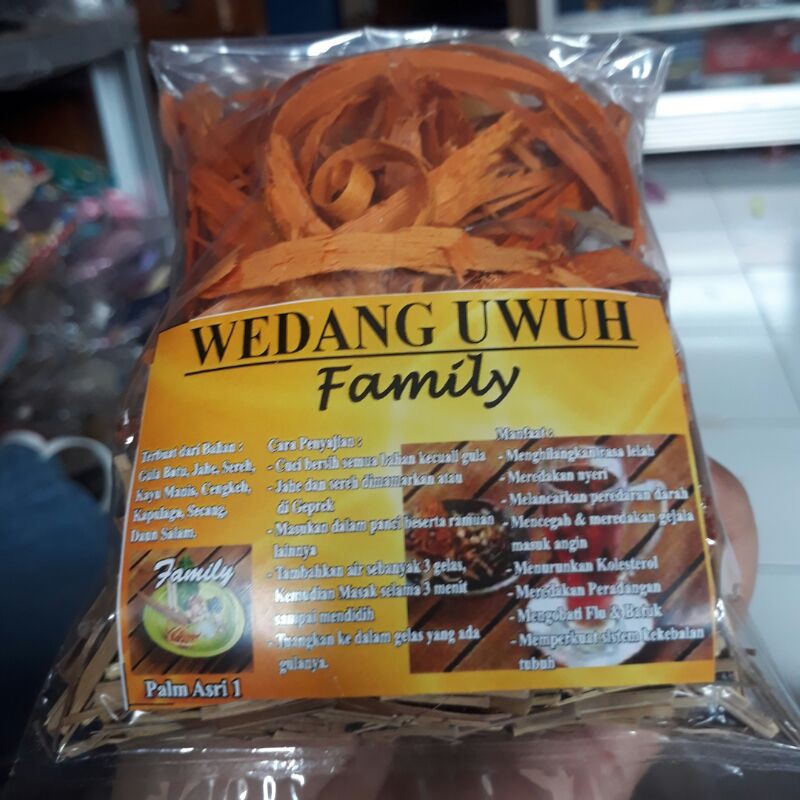 WEDANG UWUH
Family
Terbuat dari Bahan :
Gula Batu, Jahe, Sereh,
Kayu Manis, Cengkeh,
Kapulaga, Secang,
Daun Salam.
Cara Penyajian :
- Cuci bersih semua bahan kecuali gula
- Jahe dan sereh dimamarkan atau
di Geprek
- Masukan dalam panci beserta ramuan
lainnya
- Tambahkan air sebanyak 3 gelas,
Kemudian Masak selama 3 menit
sampai mendidih
- Tuangkan ke dalam gelas yang ada
gulanya.
Manfaat :
- Menghilangkan rasa lelah
- Meredakan nyeri
- Melancarkan peredaran darah
- Mencegah & meredakan gejala
masuk angin
- Menurunkan Kolesterol
- Meredakan Peradangan
- Mengobati Flu & Batuk
- Memperkuat sistem kekebalan
tubuh
Family
Palm Asri 1